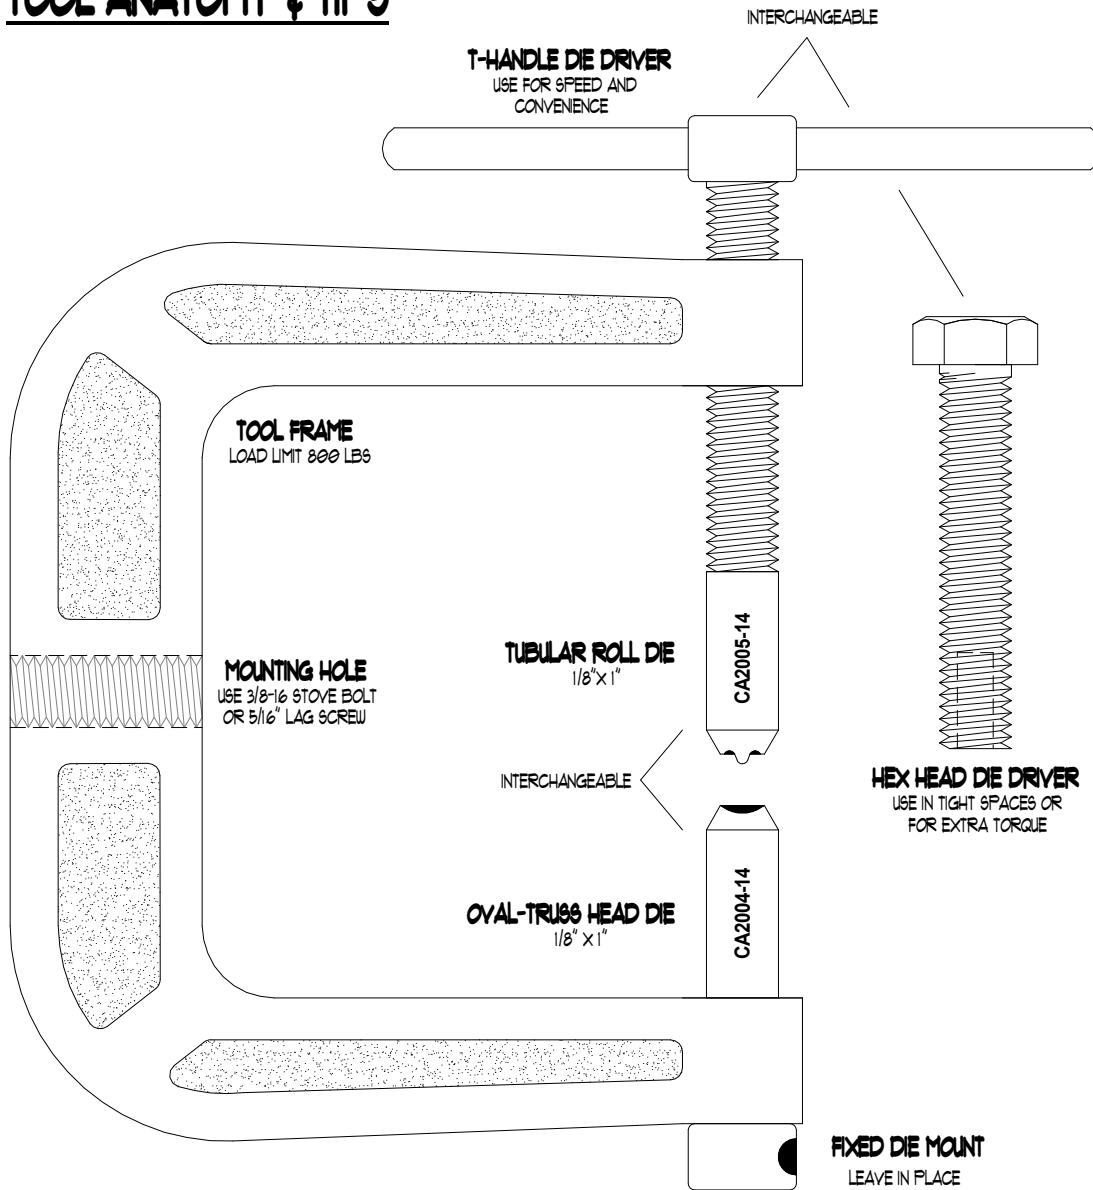 TOOL ANATOMY & TIPS
INTERCHANGEABLE
T-HANDLE DIE DRIVER
USE FOR SPEED AND
CONVENIENCE
TOOL FRAME
LOAD LIMIT 800 LBS
MOUNTING HOLE
USE 3/8-16 STOVE BOLT
OR 5/16" LAG SCREW
TUBULAR ROLL DIE
1/8"X 1"
CA2005-14
INTERCHANGEABLE
HEX HEAD DIE DRIVER
USE IN TIGHT SPACES OR
FOR EXTRA TORQUE
OVAL-TRUSS HEAD DIE
1/8" X 1"
CA2004-14
FIXED DIE MOUNT
LEAVE IN PLACE